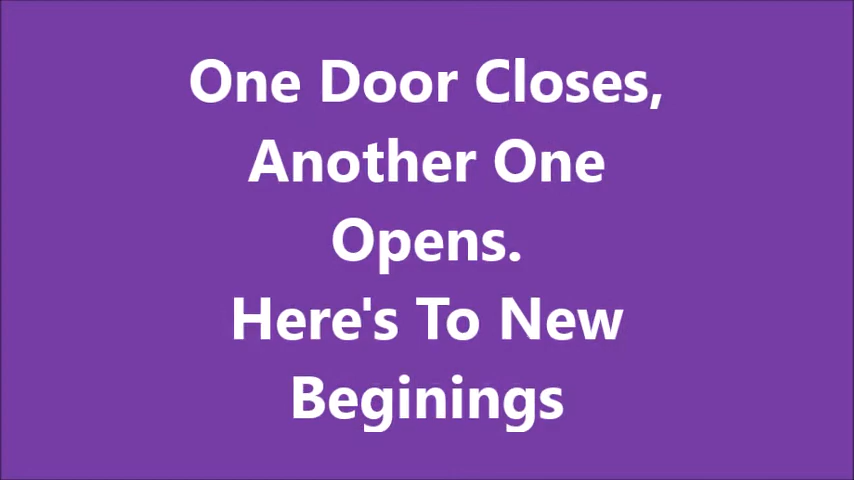 One Door Closes,
Another One
Opens.
Here's To New
Beginings